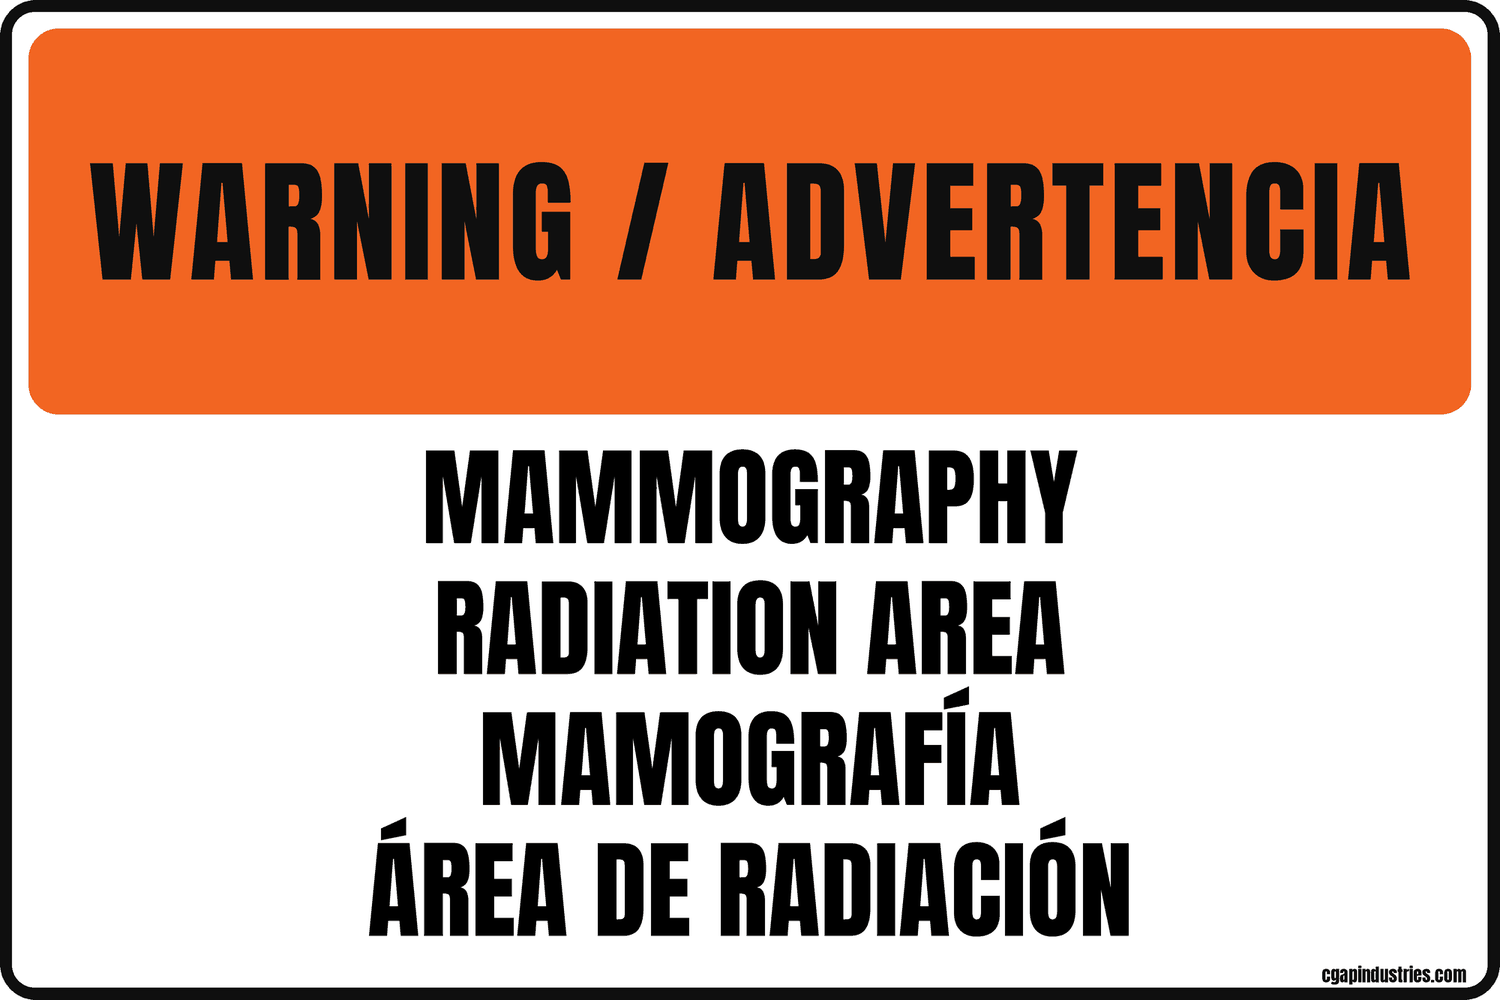 WARNING / ADVERTENCIA
MAMMOGRAPHY
RADIATION AREA
MAMOGRAFÍA
ÁREA DE RADIACIÓN
cgapindustries.com